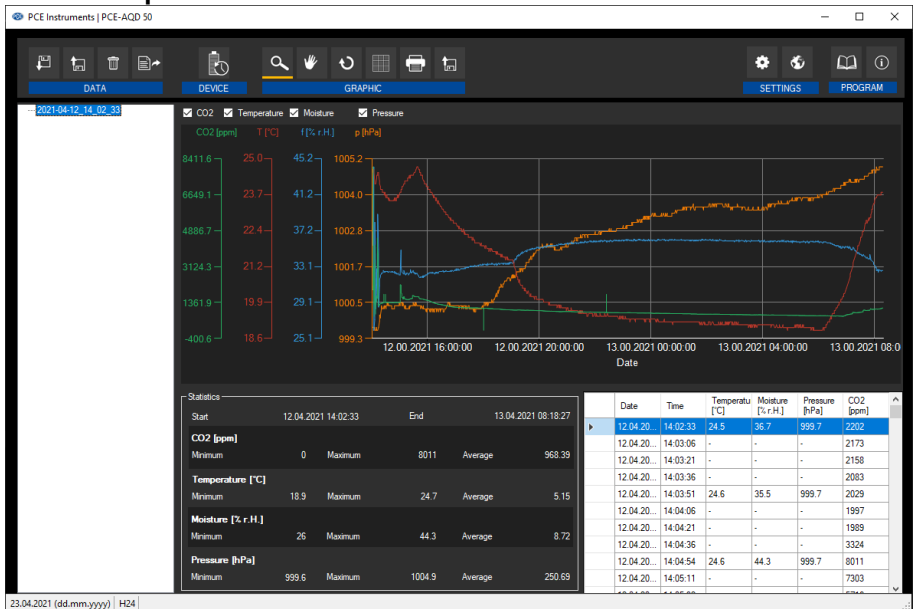 PCE Instruments | PCE-AQD 50
DATA
DEVICE
GRAPHIC
SETTINGS
PROGRAM
2021-04-12_14_02_33
CO2 Temperature Moisture Pressure
CO2 [ppm] T [°C] f [% r.H.] p [hPa]
8411.6 25.0 45.2 1005.2
6649.1 23.7 41.2 1004.0
4886.7 22.4 37.2 1002.8
3124.3 21.2 33.1 1001.7
1361.9 19.9 29.1 1000.5
-400.6 18.6 25.1 999.3
12.00.2021 16:00:00 12.00.2021 20:00:00 13.00.2021 00:00:00 13.00.2021 04:00:00 13.00.2021 08:0
Date
Statistics
Start 12.04.2021 14:02:33 End 13.04.2021 08:18:27
CO2 [ppm]
Minimum 0 Maximum 8011 Average 968.39
Temperature [°C]
Minimum 18.9 Maximum 24.7 Average 5.15
Moisture [% r.H.]
Minimum 26 Maximum 44.3 Average 8.72
Pressure [hPa]
Minimum 999.6 Maximum 1004.9 Average 250.69
Date Time Temperatu [°C] Moisture [% r.H.] Pressure [hPa] CO2 [ppm]
12.04.20... 14:02:33 24.5 36.7 999.7 2202
12.04.20... 14:03:06 - - - 2173
12.04.20... 14:03:21 - - - 2158
12.04.20... 14:03:36 - - - 2083
12.04.20... 14:03:51 24.6 35.5 999.7 2029
12.04.20... 14:04:06 - - - 1997
12.04.20... 14:04:21 - - - 1989
12.04.20... 14:04:36 - - - 3324
12.04.20... 14:04:54 24.6 44.3 999.7 8011
12.04.20... 14:05:11 - - - 7303
23.04.2021 (dd.mm.yyyy) H24